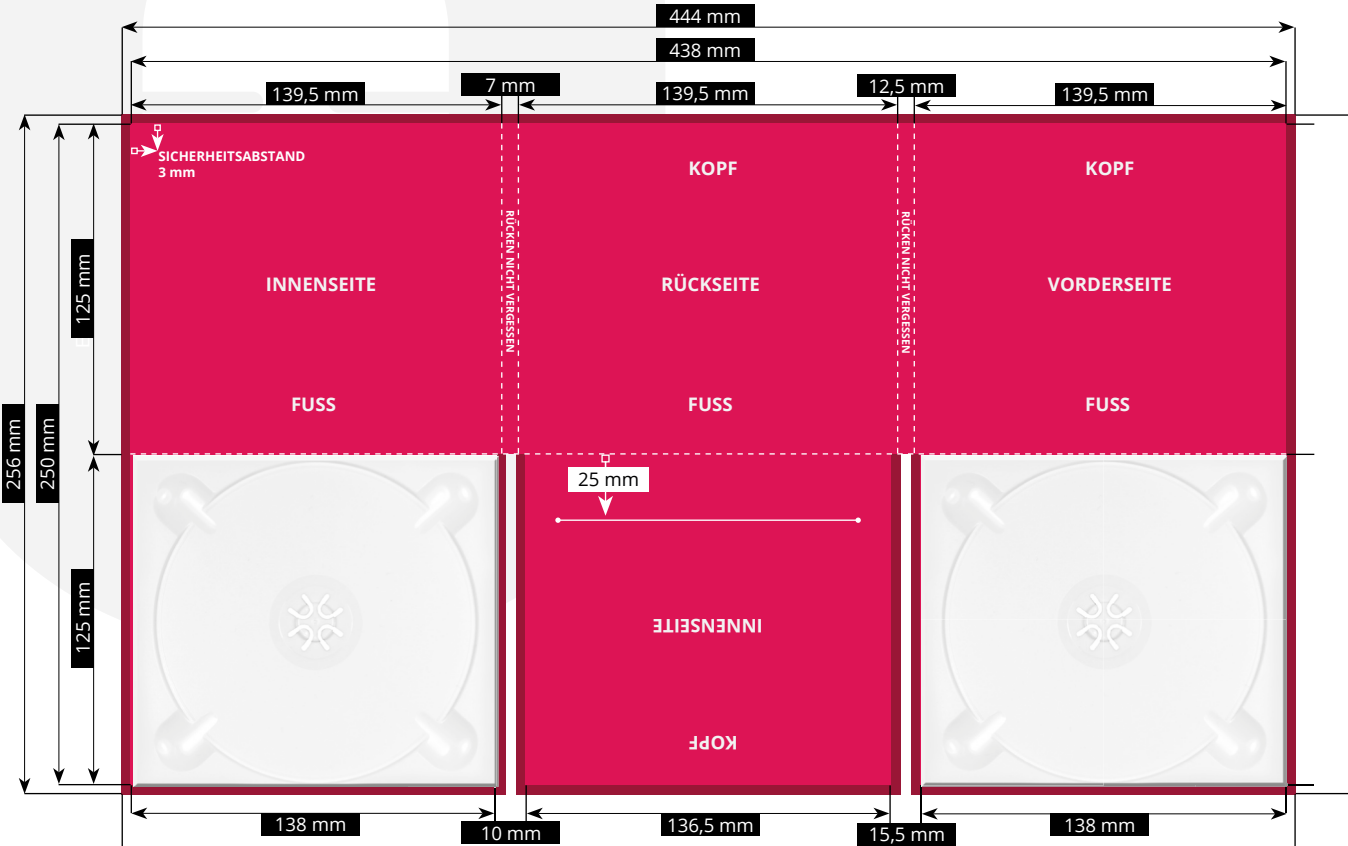 444 mm
438 mm
139,5 mm
7 mm
139,5 mm
12,5 mm
139,5 mm
SICHERHEITSABSTAND
3 mm
KOPF
KOPF
RÜCKEN NICHT VERGESSEN
RÜCKEN NICHT VERGESSEN
125 mm
INNENSEITE
RÜCKSEITE
VORDERSEITE
FUSS
FUSS
FUSS
256 mm
250 mm
25 mm
125 mm
INNENSEITE
KOPF
138 mm
10 mm
136,5 mm
15,5 mm
138 mm